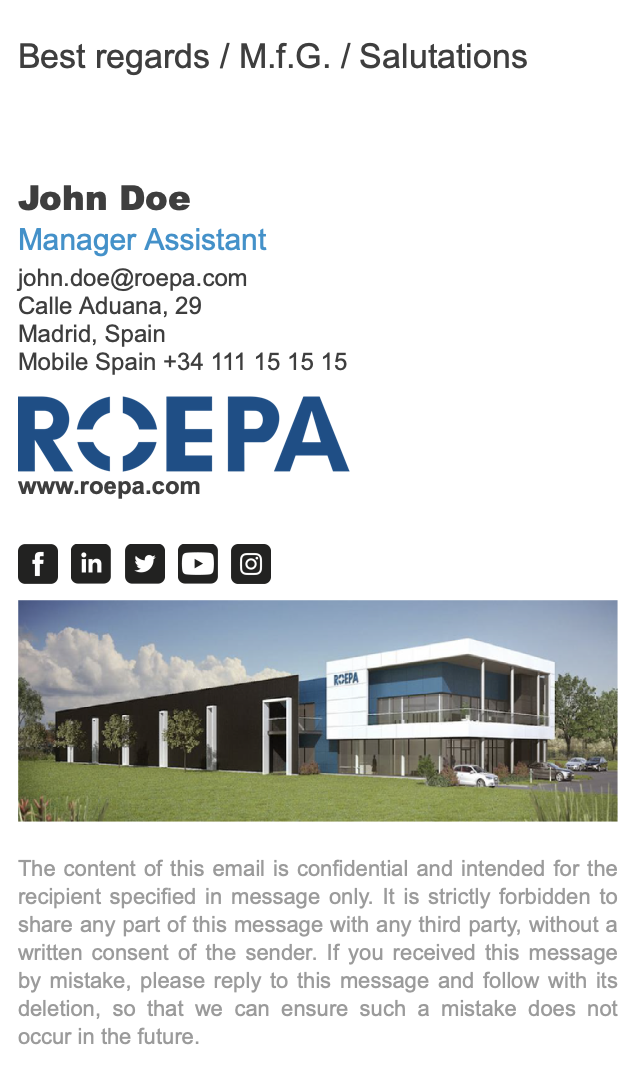 Best regards / M.f.G. / Salutations
John Doe
Manager Assistant
john.doe@roepa.com
Calle Aduana, 29
Madrid, Spain
Mobile Spain +34 111 15 15 15
ROEPA
www.roepa.com
f in
ROEPA
The content of this email is confidential and intended for the
recipient specified in message only. It is strictly forbidden to
share any part of this message with any third party, without a
written consent of the sender. If you received this message
by mistake, please reply to this message and follow with its
deletion, so that we can ensure such a mistake does not
occur in the future.